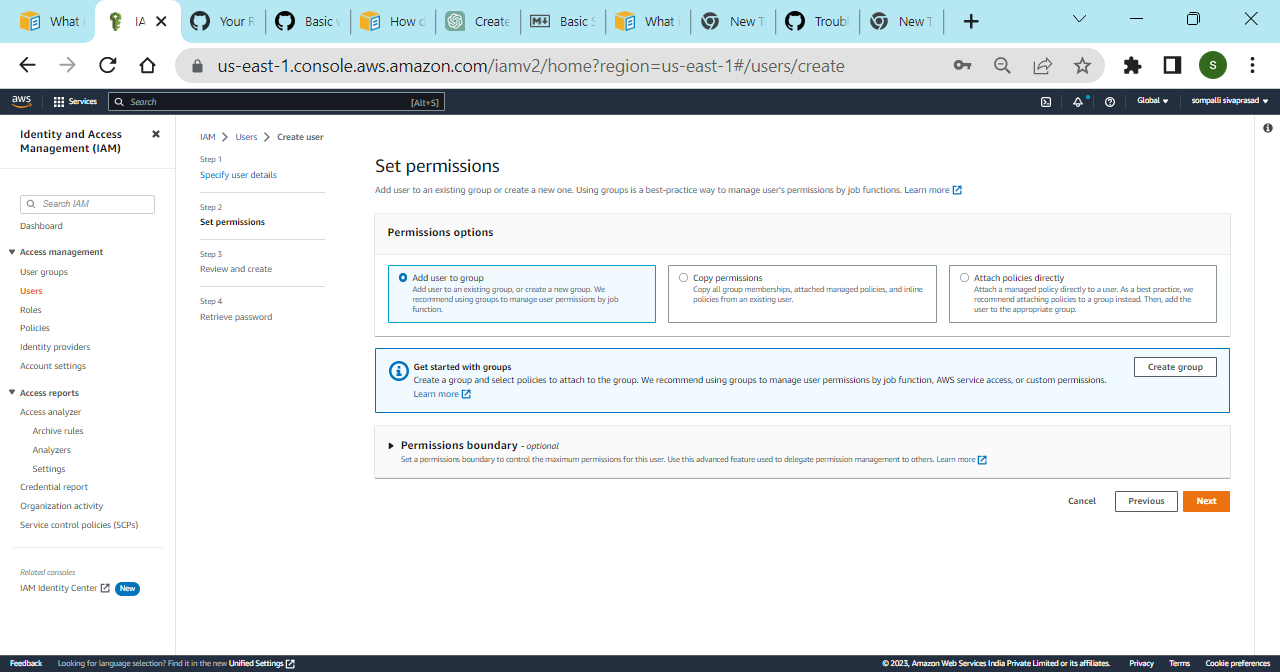 What i
IA
Your R
Basic w
How d
Create
Basic S
What i
New T
Troubl
New T
us-east-1.console.aws.amazon.com/iamv2/home?region=us-east-1#/users/create
S
aws
Services
Search
[Alt+S]
Global
sompalli sivaprasad
Identity and Access
Management (IAM)
Search IAM
Dashboard
Access management
User groups
Users
Roles
Policies
Identity providers
Account settings
Access reports
Access analyzer
Archive rules
Analyzers
Settings
Credential report
Organization activity
Service control policies (SCPs)
Related consoles
IAM Identity Center
New
IAM > Users > Create user
Step 1
Specify user details
Step 2
Set permissions
Step 3
Review and create
Step 4
Retrieve password
Set permissions
Add user to an existing group or create a new one. Using groups is a best-practice way to manage user's permissions by job functions. Learn more
Permissions options
Add user to group
Add user to an existing group, or create a new group. We
recommend using groups to manage user permissions by job
function.
Copy permissions
Copy all group memberships, attached managed policies, and inline
policies from an existing user.
Attach policies directly
Attach a managed policy directly to a user. As a best practice, we
recommend attaching policies to a group instead. Then, add the
user to the appropriate group.
Get started with groups
Create a group and select policies to attach to the group. We recommend using groups to manage user permissions by job function, AWS service access, or custom permissions.
Learn more
Create group
Permissions boundary - optional
Set a permissions boundary to control the maximum permissions for this user. Use this advanced feature used to delegate permission management to others. Learn more
Cancel
Previous
Next
Feedback
Looking for language selection? Find it in the new Unified Settings
© 2023, Amazon Web Services India Private Limited or its affiliates.
Privacy
Terms
Cookie preferences